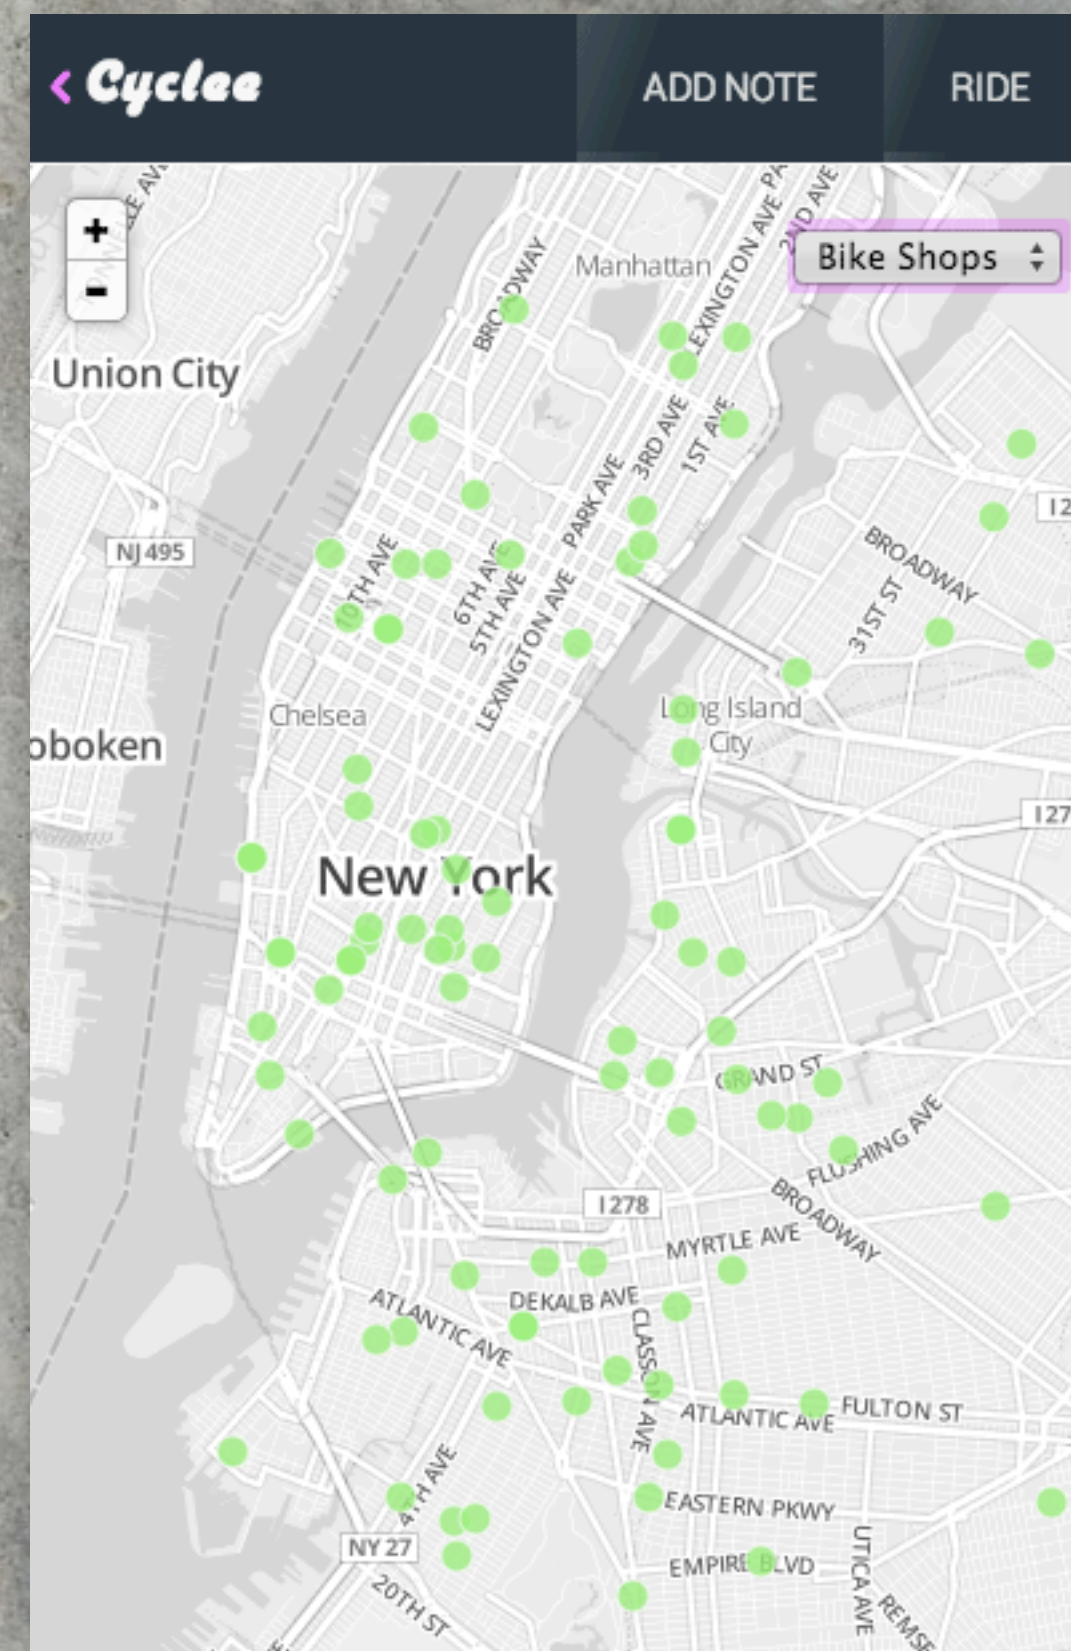 Cyclee
ADD NOTE
RIDE
+
-
Bike Shops
Manhattan
BROADWAY
LEXINGTON AVE
2ND AVE
Union City
3RD AVE
1ST AVE
PARK AVE
NJ 495
10TH AVE
6TH AVE
5TH AVE
LEXINGTON AVE
BROADWAY
31ST ST
Chelsea
Long Island
City
oboken
I 27
New York
GRAND ST
FLUSHING AVE
I 278
BROADWAY
MYRTLE AVE
DEKALB AVE
ATLANTIC AVE
CLASSON AVE
FULTON ST
ATLANTIC AVE
4TH AVE
EASTERN PKWY
NY 27
EMPIRE BLVD
UTICA AVE
20TH ST
REMSE